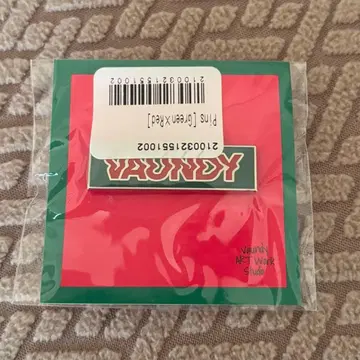 2100321551002
Pins [Green×Red]
2100321551002
VAUNDY
Vaundy
ART Work
Studio